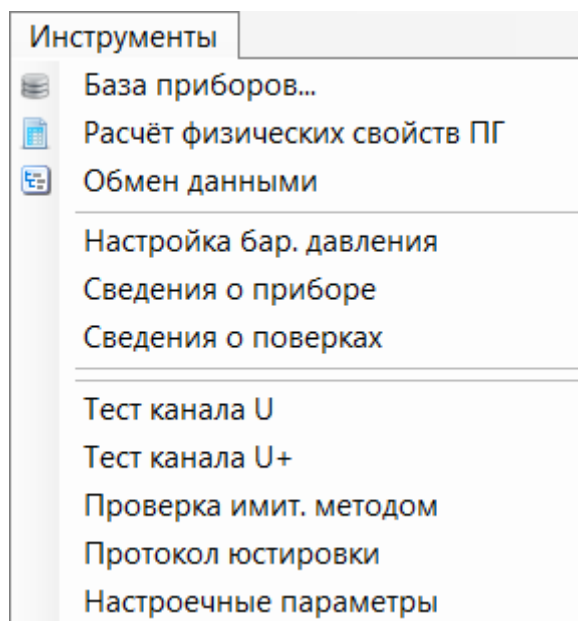 Инструменты
База приборов...
Расчёт физических свойств ПГ
Обмен данными
Настройка бар. давления
Сведения о приборе
Сведения о поверках
Тест канала U
Тест канала U+
Проверка имит. методом
Протокол юстировки
Настроечные параметры